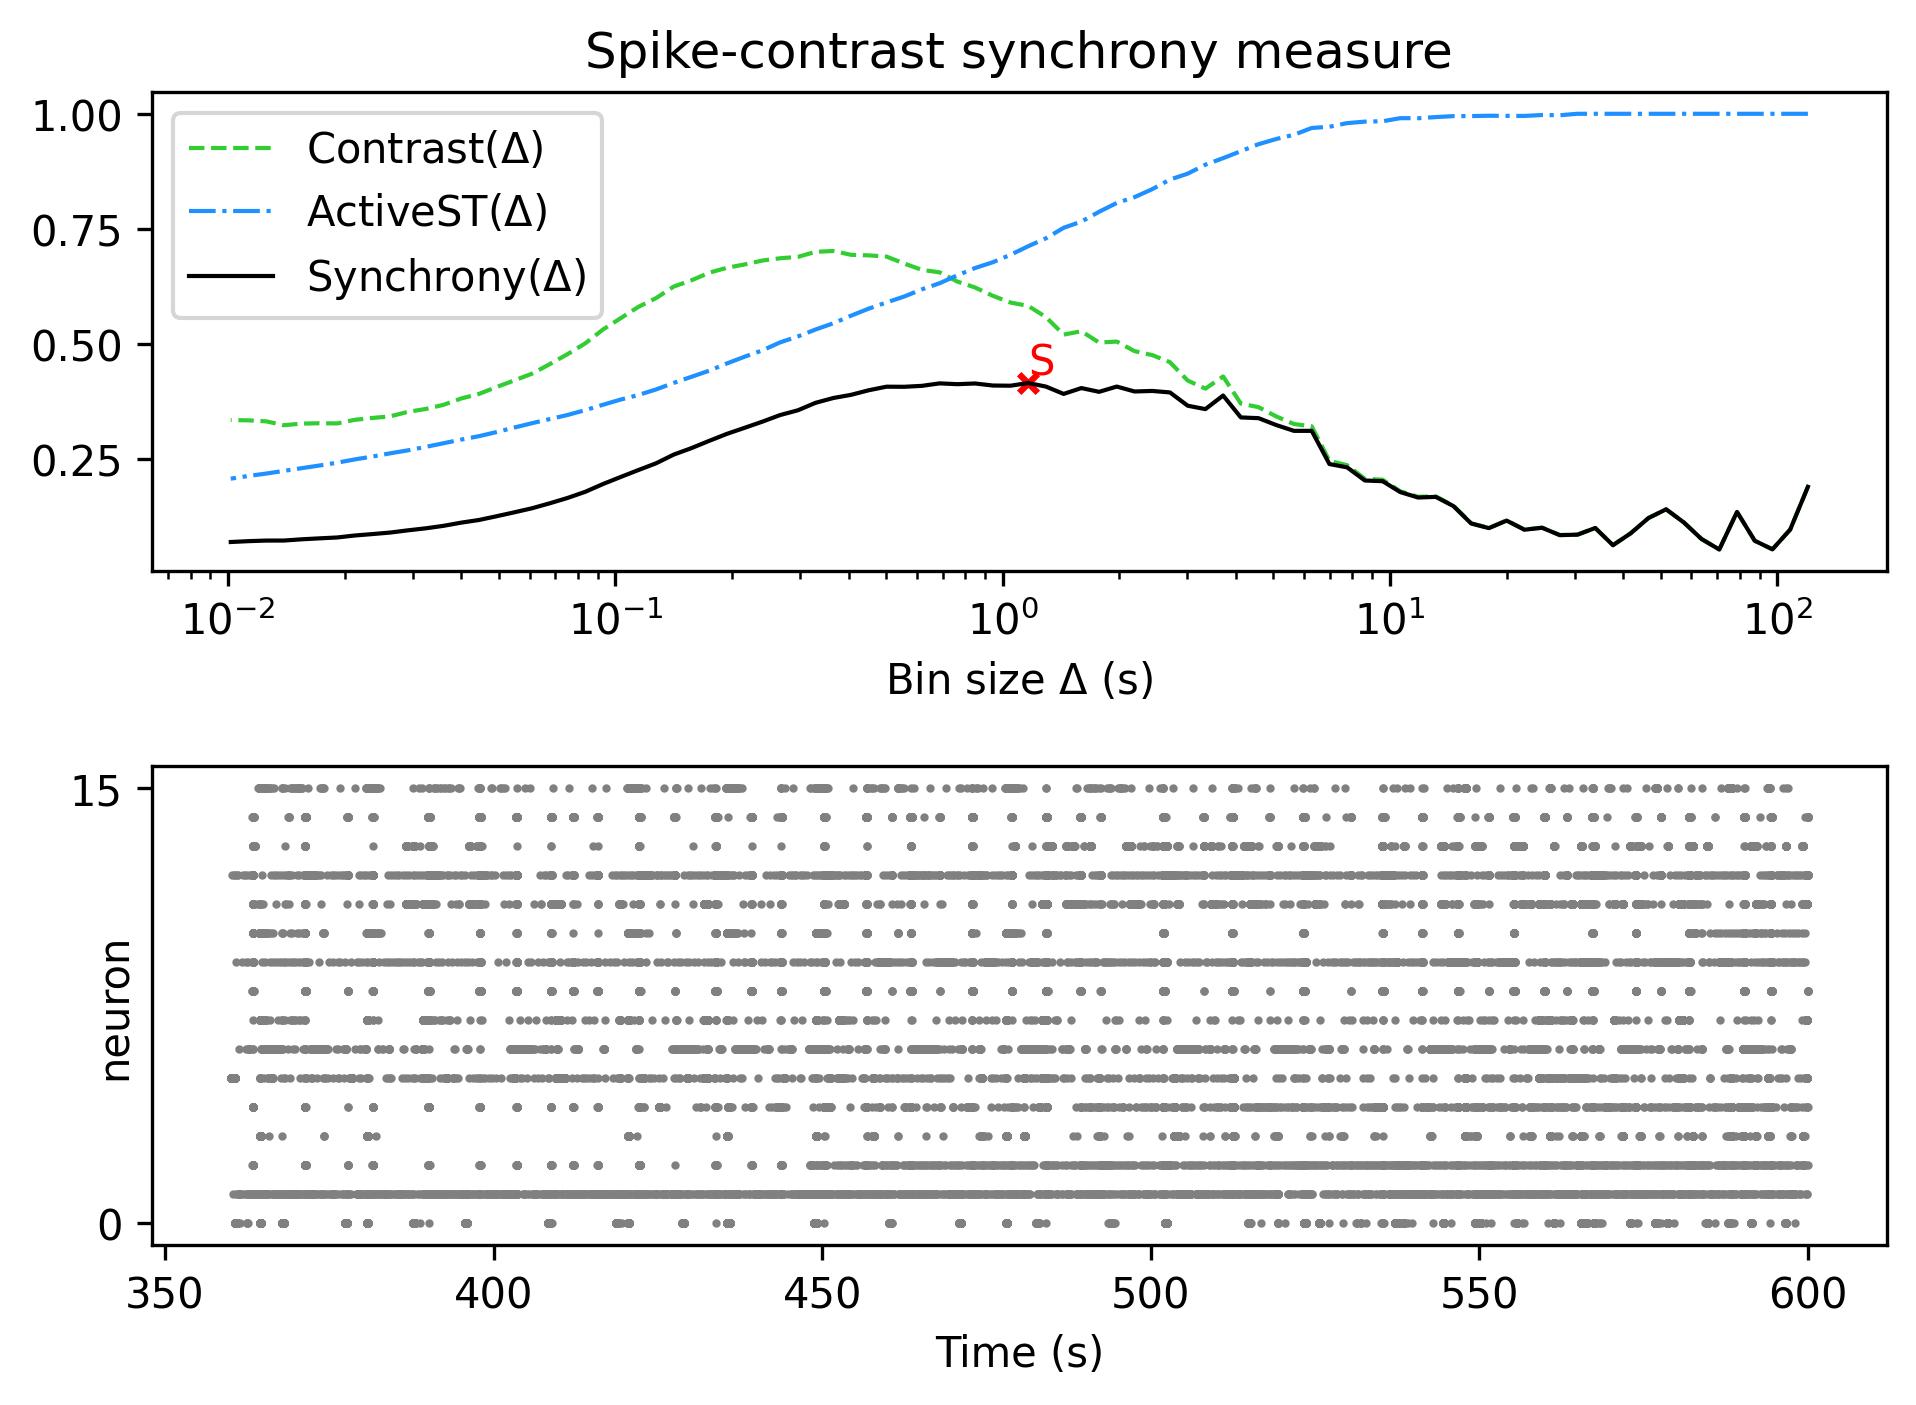 Spike-contrast synchrony measure
1.00
0.75
0.50
0.25
Contrast(Δ)
ActiveST(Δ)
Synchrony(Δ)
S
10⁻² 10⁻¹ 10⁰ 10¹ 10²
Bin size Δ (s)
15
0
neuron
350 400 450 500 550 600
Time (s)